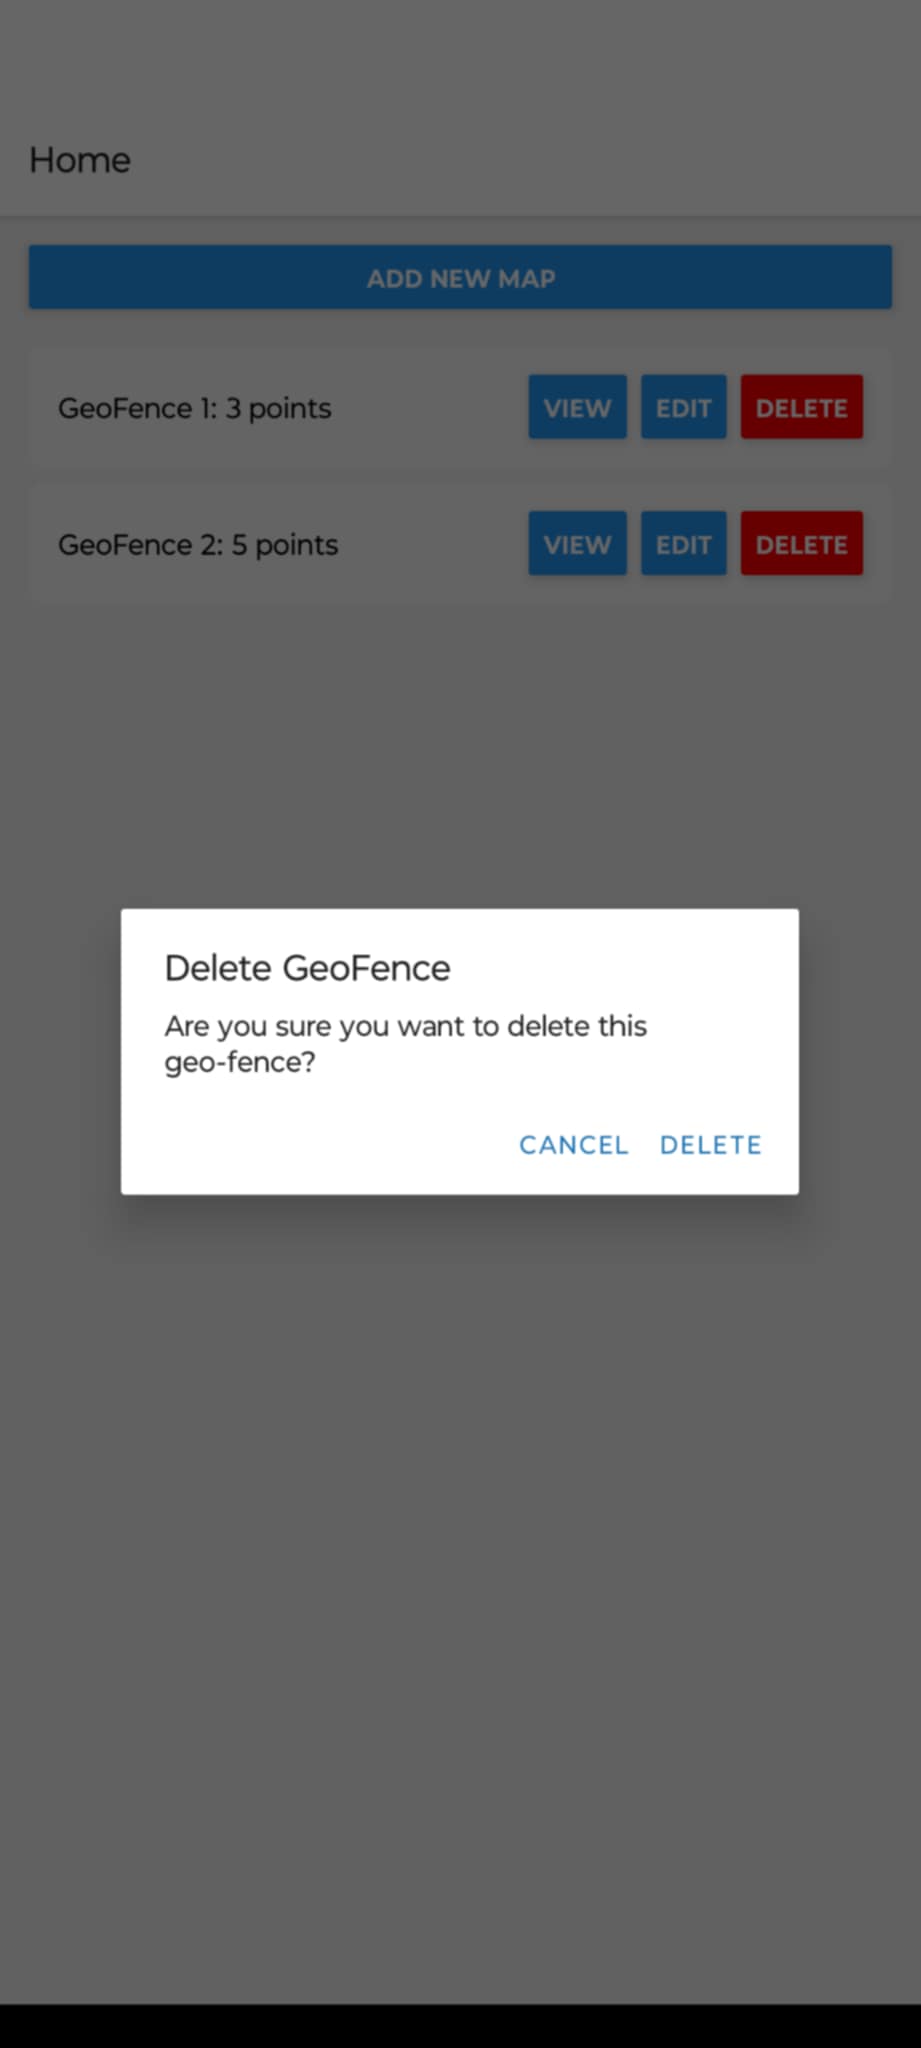 Home
ADD NEW MAP
GeoFence 1: 3 points
VIEW
EDIT
DELETE
GeoFence 2: 5 points
VIEW
EDIT
DELETE
Delete GeoFence
Are you sure you want to delete this
geo-fence?
CANCEL
DELETE